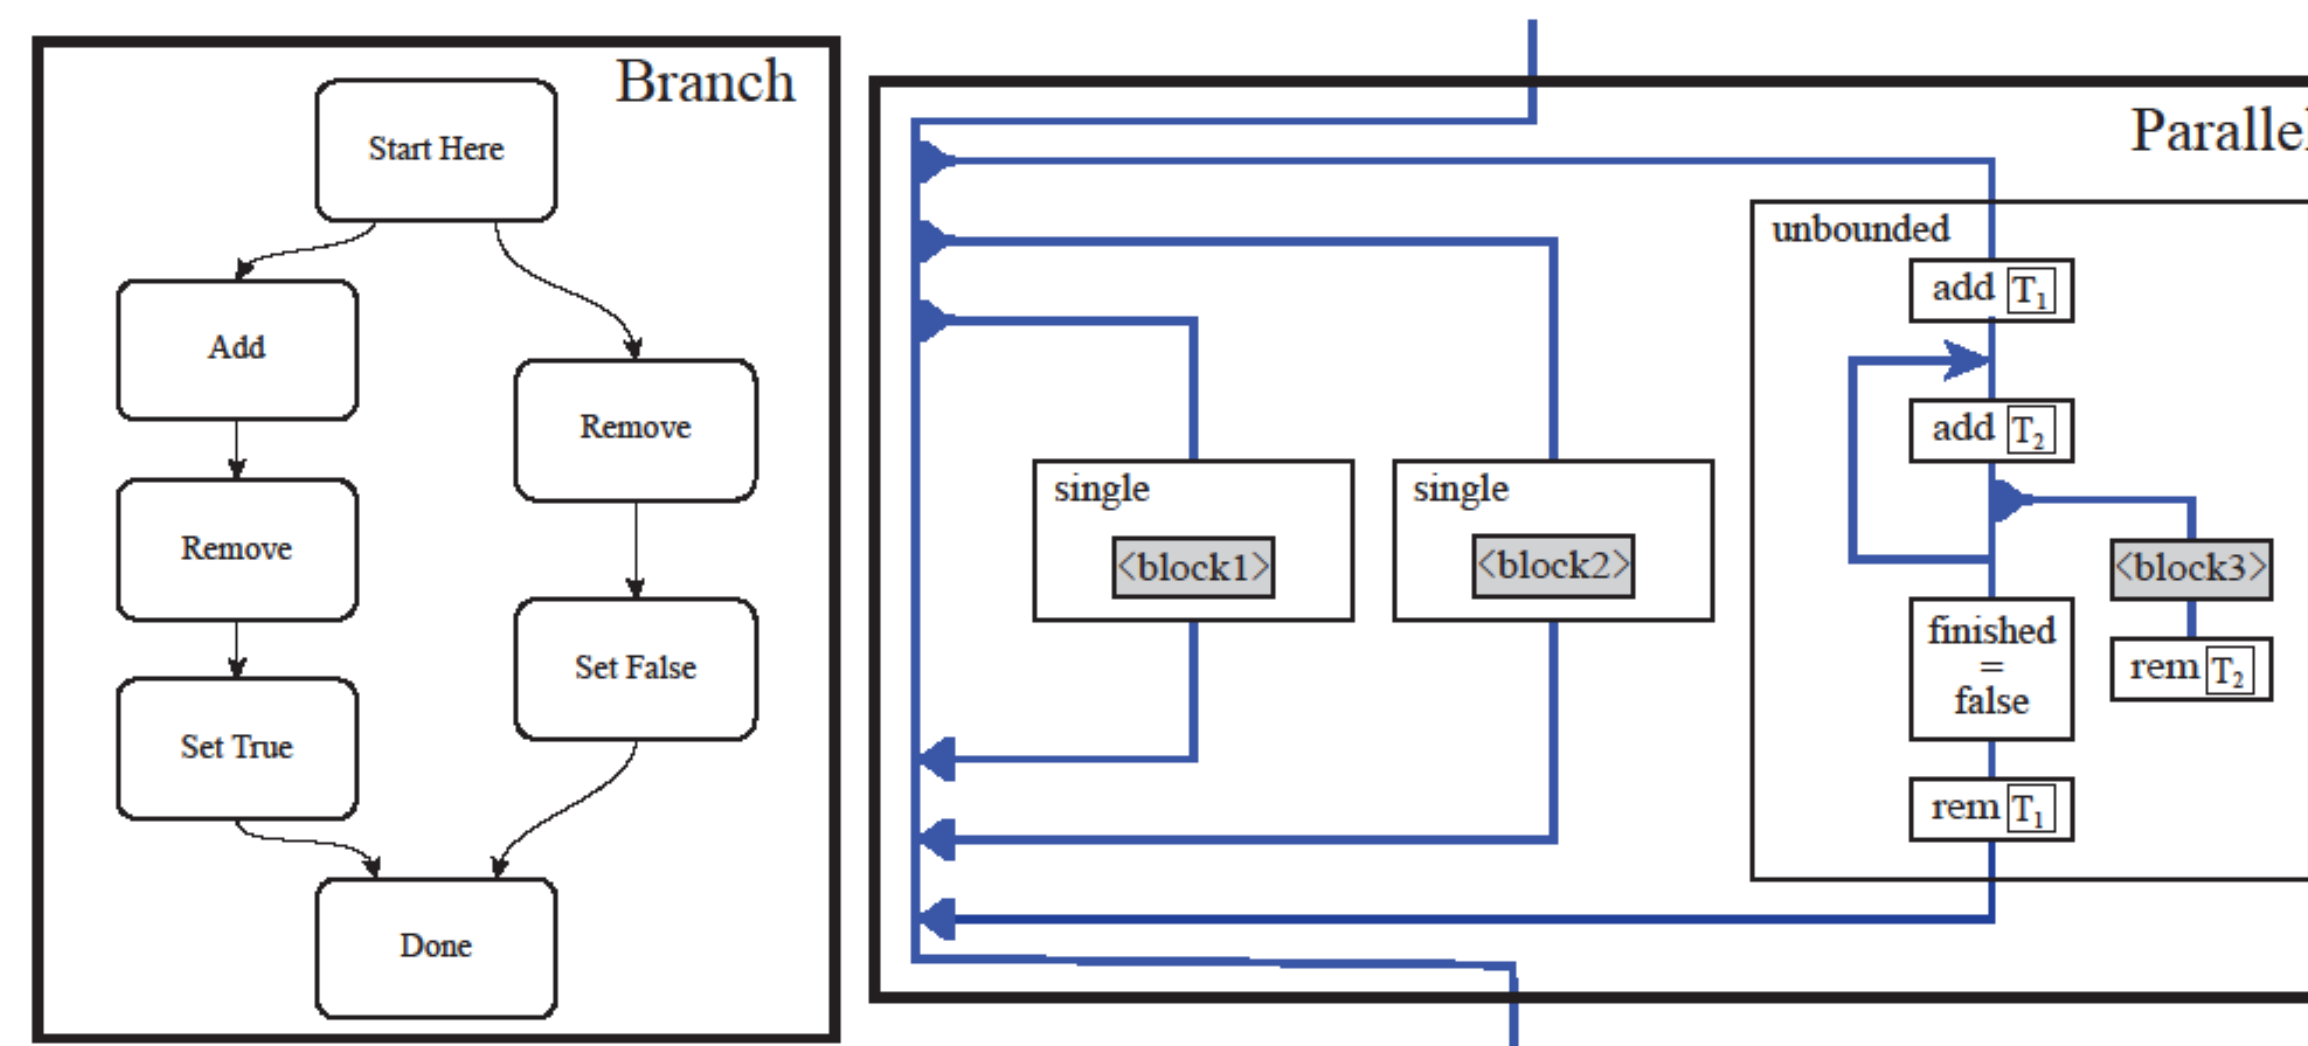 Branch
Start Here
Add
Remove
Remove
Set False
Set True
Done
Parallel
unbounded
add T₁
add T₂
single
<block1>
single
<block2>
<block3>
rem T₂
finished
=
false
rem T₁